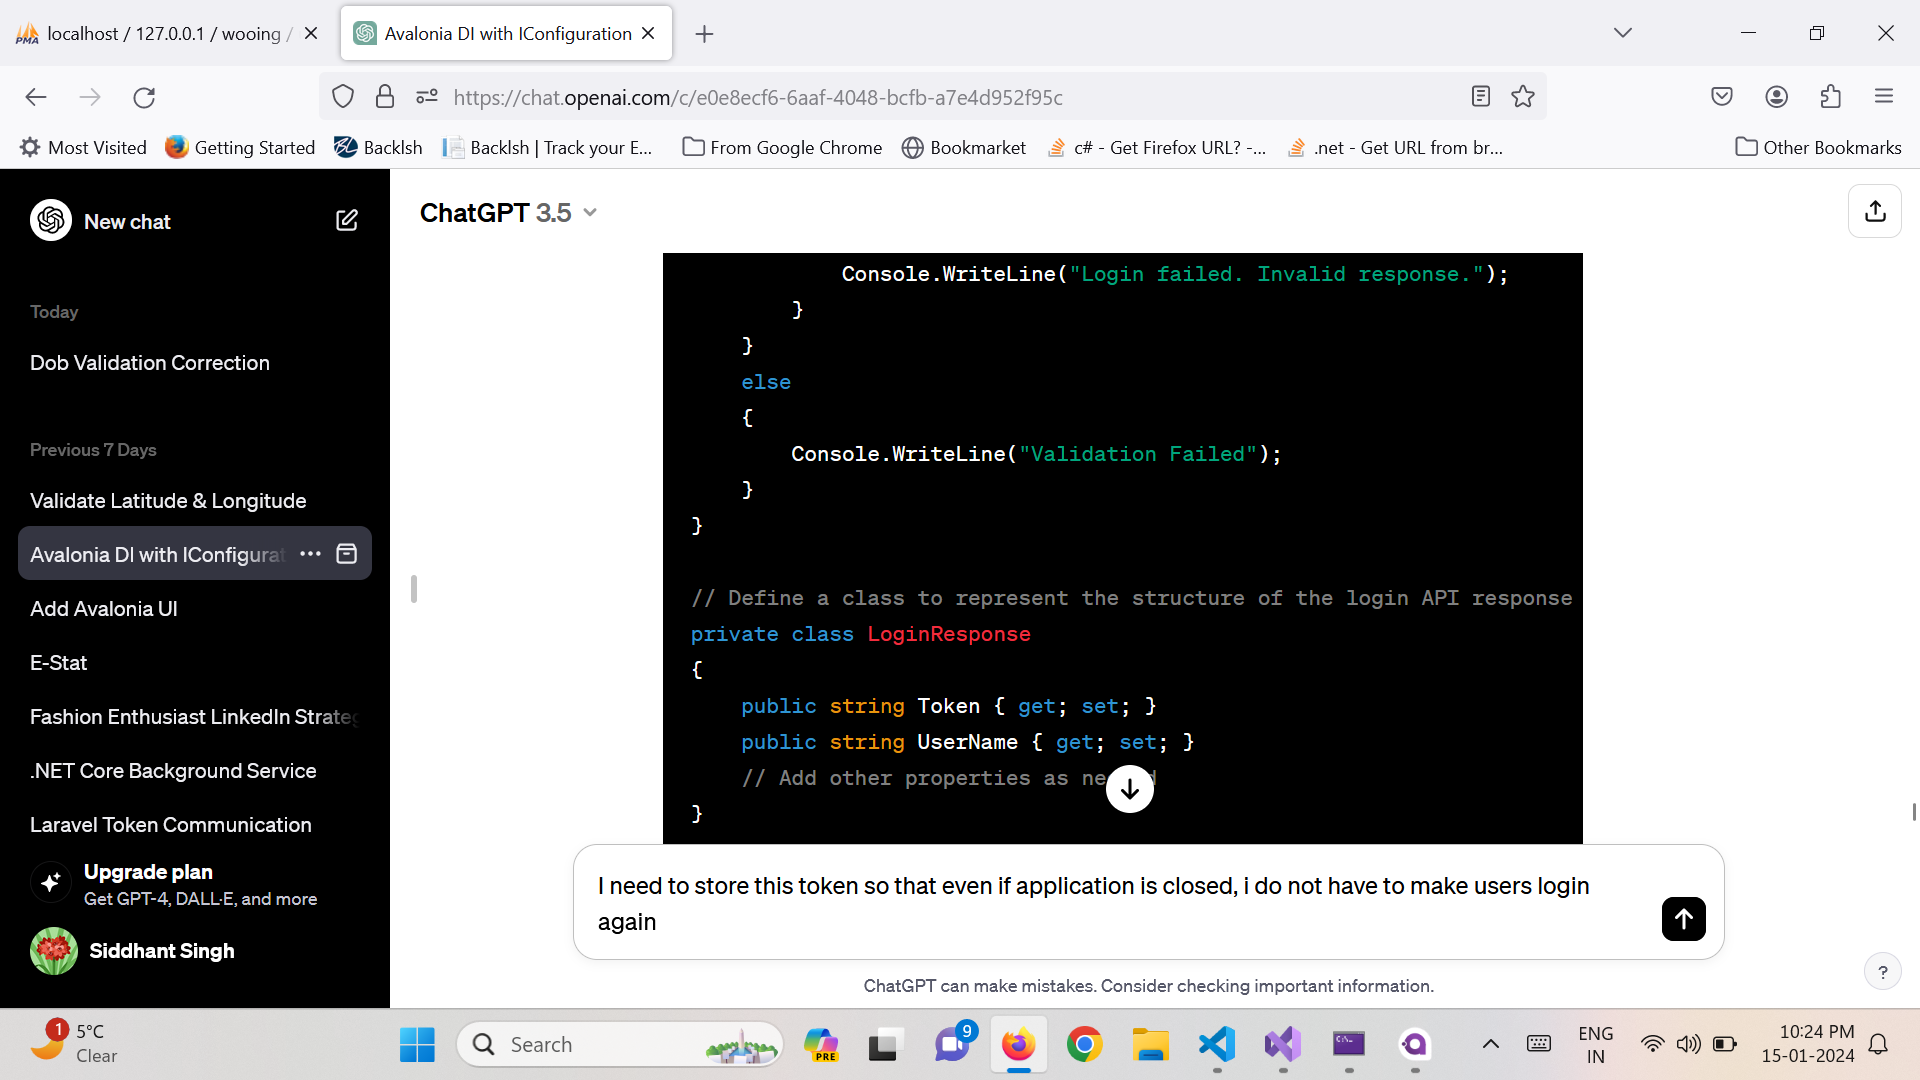 localhost / 127.0.0.1 / wooing /
Avalonia DI with IConfiguration
https://chat.openai.com/c/e0e8ecf6-6aaf-4048-bcfb-a7e4d952f95c
Most Visited
Getting Started
Backlsh
Backlsh | Track your E...
From Google Chrome
Bookmarket
c# - Get Firefox URL? -...
.net - Get URL from br...
Other Bookmarks
New chat
Today
Dob Validation Correction
Previous 7 Days
Validate Latitude & Longitude
Avalonia DI with IConfigurat
Add Avalonia UI
E-Stat
Fashion Enthusiast LinkedIn Strateg
.NET Core Background Service
Laravel Token Communication
Upgrade plan
Get GPT-4, DALL·E, and more
Siddhant Singh
ChatGPT 3.5
Console.WriteLine("Login failed. Invalid response.");
}
}
else
{
Console.WriteLine("Validation Failed");
}
}
// Define a class to represent the structure of the login API response
private class LoginResponse
{
public string Token { get; set; }
public string UserName { get; set; }
// Add other properties as ne d
}
I need to store this token so that even if application is closed, i do not have to make users login
again
ChatGPT can make mistakes. Consider checking important information.
?
1
5°C
Clear
Search
PRE
9
ENG
IN
10:24 PM
15-01-2024